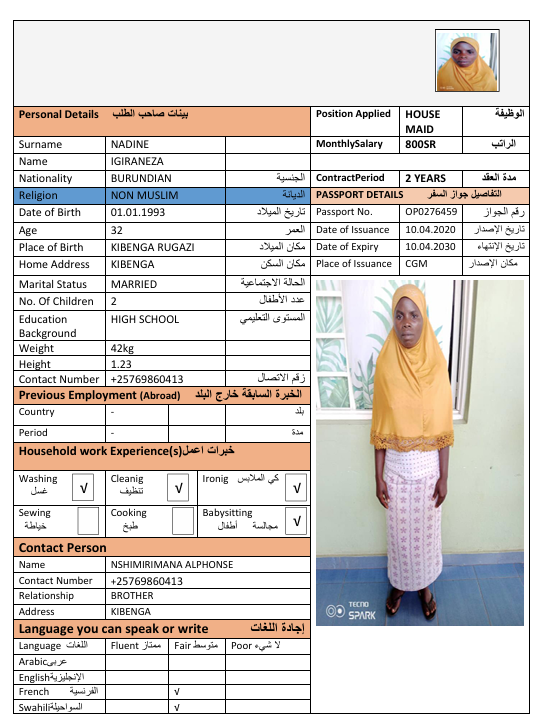 Personal Details بينات صاحب الطلب
Surname NADINE
Name IGIRANEZA
Nationality BURUNDIAN الجنسية
Religion NON MUSLIM الديانة
Date of Birth 01.01.1993 تاريخ الميلاد
Age 32 العمر
Place of Birth KIBENGA RUGAZI مكان الميلاد
Home Address KIBENGA مكان السكن
Marital Status MARRIED الحالة الاجتماعية
No. Of Children 2 عدد الأطفال
Education HIGH SCHOOL المستوى التعليمي
Background
Weight 42kg
Height 1.23
Contact Number +25769860413 رقم الاتصال
Previous Employment (Abroad) الخبرة السابقة خارج البلد
Country - بلد
Period - مدة
Household work Experience(s) خبرات اعمل
Washing √ Cleanig √ Ironig كي الملابس √
غسل تنظيف
Sewing Cooking Babysitting √
خياطة طبخ مجالسة أطفال
Contact Person
Name NSHIMIRIMANA ALPHONSE
Contact Number +25769860413
Relationship BROTHER
Address KIBENGA
Language you can speak or write إجادة اللغات
Language اللغات Fluent ممتاز Fair متوسط Poor لا شيء
Arabic عربى
English الإنجليزية
French الفرنسية √
Swahili السواحيلية √
Position Applied HOUSE MAID الوظيفة
MonthlySalary 800SR الراتب
ContractPeriod 2 YEARS مدة العقد
PASSPORT DETAILS التفاصيل جواز السفر
Passport No. OP0276459 رقم الجواز
Date of Issuance 10.04.2020 تاريخ الإصدار
Date of Expiry 10.04.2030 تاريخ الإنتهاء
Place of Issuance CGM مكان الإصدار
TECNO
SPARK